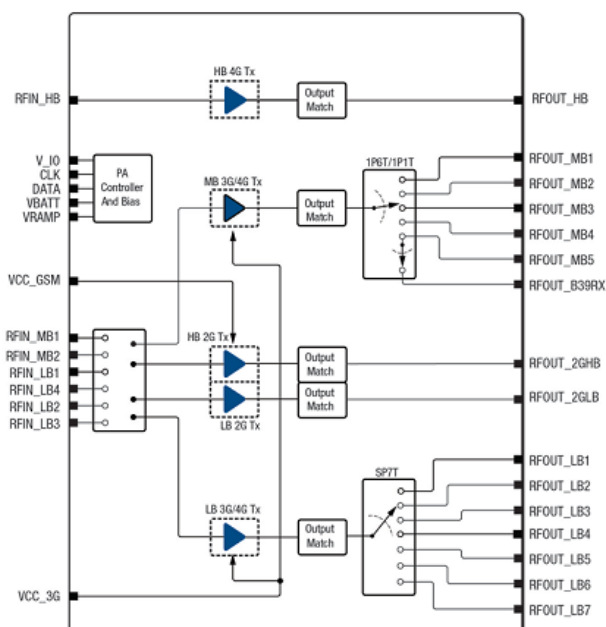 HB 4G Tx
RFIN_HB
Output
Match
RFOUT_HB
V_IO
CLK
DATA
VBATT
VRAMP
PA
Controller
And Bias
MB 3G/4G Tx
Output
Match
1P6T/1P1T
RFOUT_MB1
RFOUT_MB2
RFOUT_MB3
RFOUT_MB4
RFOUT_MB5
RFOUT_B39RX
VCC_GSM
RFIN_MB1
RFIN_MB2
RFIN_LB1
RFIN_LB4
RFIN_LB2
RFIN_LB3
HB 2G Tx
Output
Match
RFOUT_2GHB
LB 2G Tx
Output
Match
RFOUT_2GLB
LB 3G/4G Tx
Output
Match
SP7T
RFOUT_LB1
RFOUT_LB2
RFOUT_LB3
RFOUT_LB4
RFOUT_LB5
RFOUT_LB6
RFOUT_LB7
VCC_3G